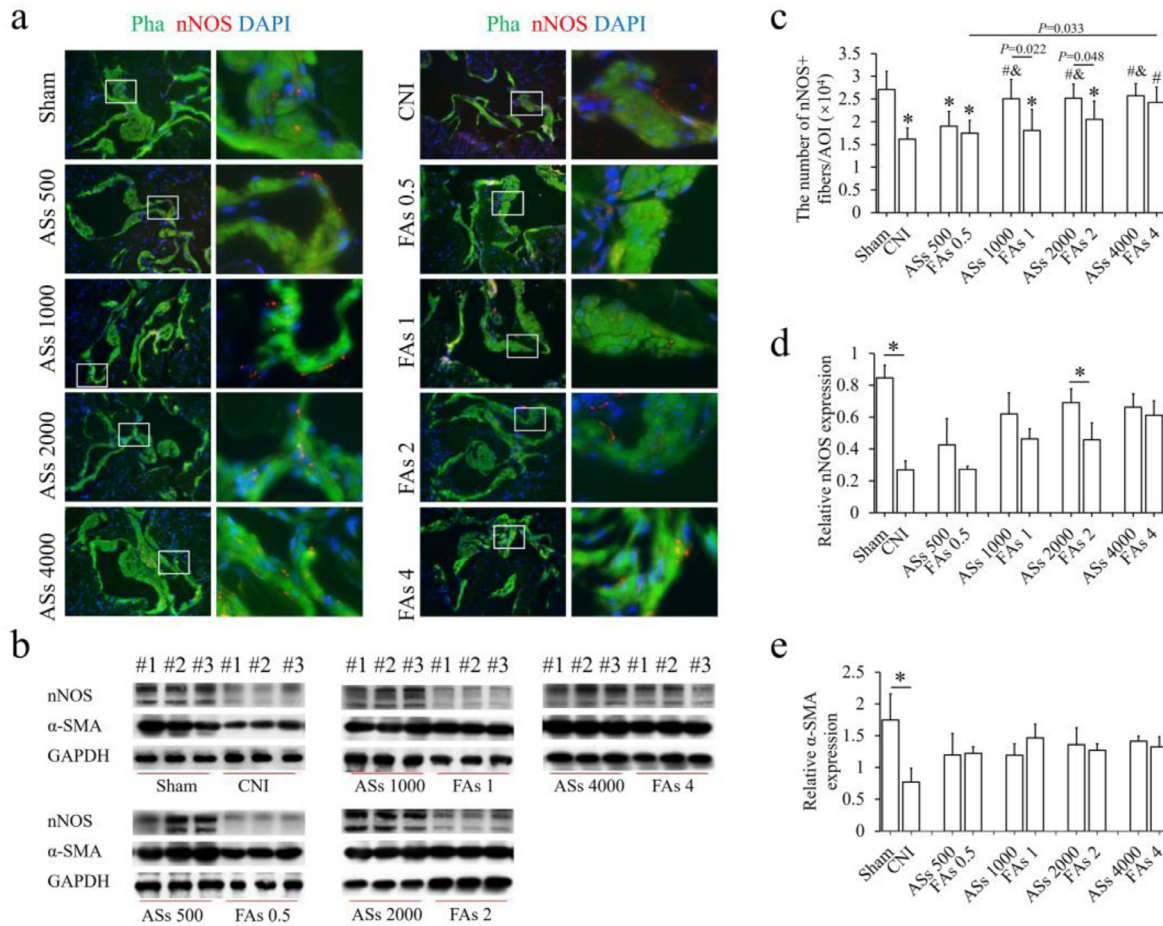 a
Pha nNOS DAPI
Sham
ASs 500
ASs 1000
ASs 2000
ASs 4000
Pha nNOS DAPI
CNI
FAs 0.5
FAs 1
FAs 2
FAs 4
b
#1 #2 #3 #1 #2 #3
nNOS
α-SMA
GAPDH
Sham CNI
#1 #2 #3 #1 #2 #3
ASs 1000 FAs 1
#1 #2 #3 #1 #2 #3
ASs 4000 FAs 4
nNOS
α-SMA
GAPDH
ASs 500 FAs 0.5
ASs 2000 FAs 2
c
The number of nNOS+
fibers/AOI (×10⁴)
3.5
3
2.5
2
1.5
1
0.5
0
P=0.033
P=0.022
P=0.048
#& #& #& #
* * * * *
Sham
CNI
ASs 500
FAs 0.5
ASs 1000
FAs 1
ASs 2000
FAs 2
ASs 4000
FAs 4
d
Relative nNOS expression
1
0.8
0.6
0.4
0.2
0
*
*
Sham
CNI
ASs 500
FAs 0.5
ASs 1000
FAs 1
ASs 2000
FAs 2
ASs 4000
FAs 4
e
Relative α-SMA
expression
2.5
2
1.5
1
0.5
0
*
Sham
CNI
ASs 500
FAs 0.5
ASs 1000
FAs 1
ASs 2000
FAs 2
ASs 4000
FAs 4